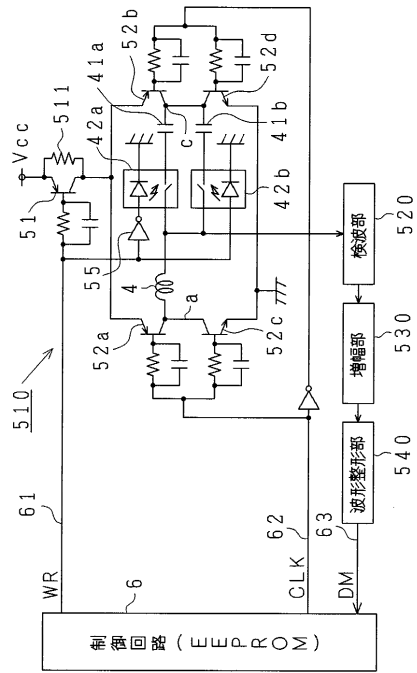 Vcc
511
51
52b
41a
42a
c
52d
41b
42b
55
4
a
52a
52c
510
61
62
63
WR
CLK
DM
6
制御回路(EEPROM)
検波部
520
増幅部
530
波形整形部
540